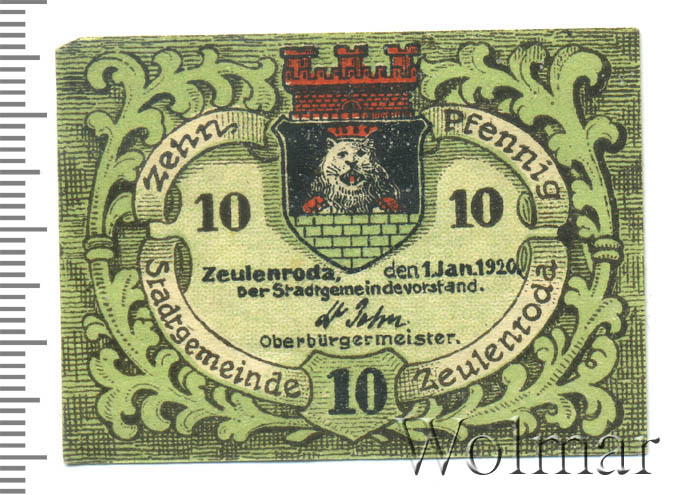 Zehn Pfennig
10 10
Zeulenroda, den 1. Jan. 1920.
Der Stadtgemeindevorstand.
Oberbürgermeister.
Stadtgemeinde Zeulenroda
10
Wolmar